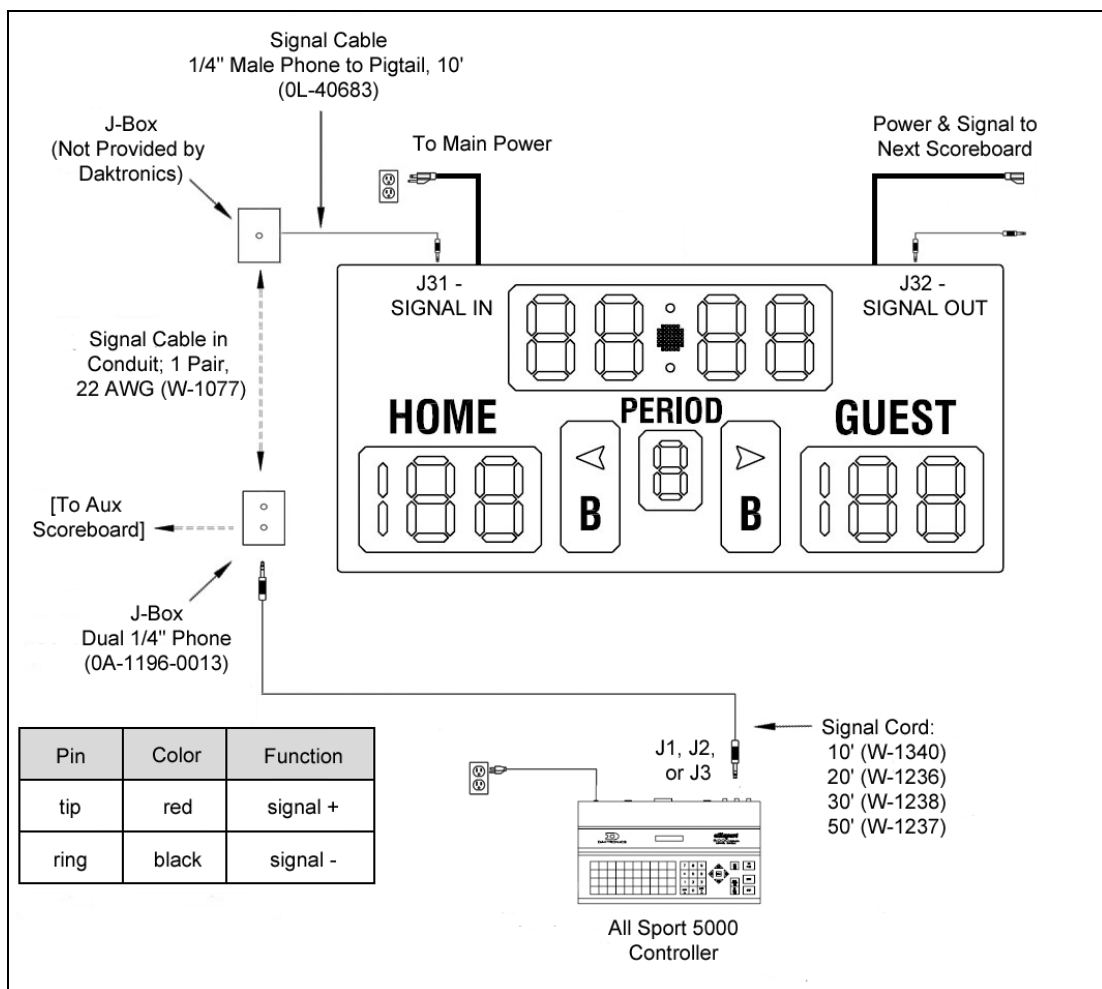 Signal Cable
1/4" Male Phone to Pigtail, 10'
(0L-40683)
J-Box
(Not Provided by
Daktronics)
To Main Power
Power & Signal to
Next Scoreboard
J31 -
SIGNAL IN
J32 -
SIGNAL OUT
Signal Cable in
Conduit; 1 Pair,
22 AWG (W-1077)
HOME
PERIOD
GUEST
B
B
[To Aux
Scoreboard]
J-Box
Dual 1/4" Phone
(0A-1196-0013)
J1, J2,
or J3
Signal Cord:
10' (W-1340)
20' (W-1236)
30' (W-1238)
50' (W-1237)
Pin Color Function
tip red signal +
ring black signal -
DAKTRONICS
All Sport 5000
Controller